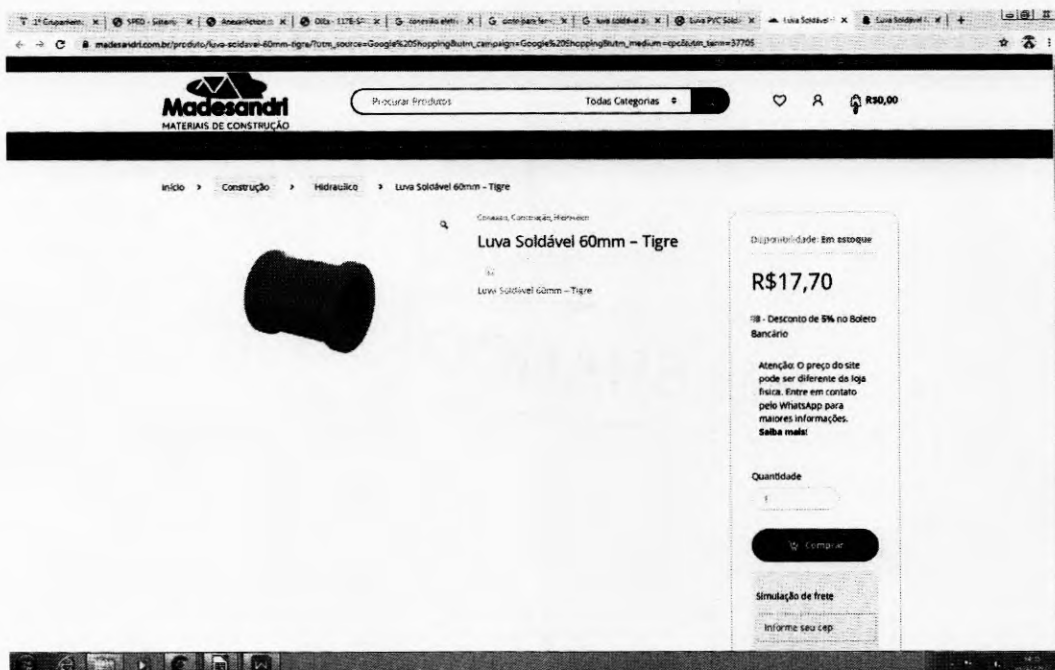 madesandri.com.br/produto/luva-soldavel-60mm-tigre/?utm_source=Google%20Shopping&utm_campaign=Google%20Shopping&utm_medium=cpc&utm_term=37705
Madesandri
MATERIAIS DE CONSTRUÇÃO
Procurar Produtos
Todas Categorias
R$0,00
Início > Construção > Hidraulico > Luva Soldável 60mm – Tigre
Luva Soldável 60mm – Tigre
Luva Soldável 60mm – Tigre
Disponibilidade: Em estoque
R$17,70
- Desconto de 5% no Boleto
Bancário
Atenção: O preço do site
pode ser diferente da loja
física. Entre em contato
pelo WhatsApp para
maiores informações.
Saiba mais!
Quantidade
1
Comprar
Simulação de frete
Informe seu cep